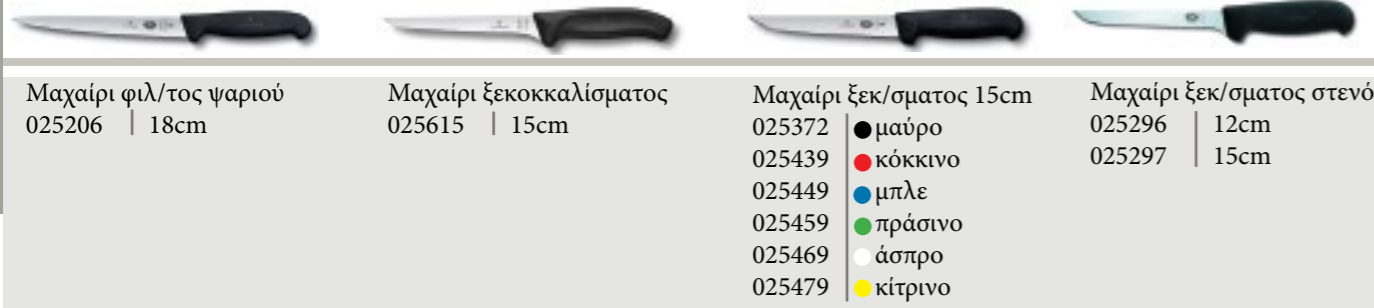 Μαχαίρι φιλ/τος ψαριού
025206 18cm
Μαχαίρι ξεκοκκαλίσματος
025615 15cm
Μαχαίρι ξεκ/σματος 15cm
025372 μαύρο
025439 κόκκινο
025449 μπλε
025459 πράσινο
025469 άσπρο
025479 κίτρινο
Μαχαίρι ξεκ/σματος στενό
025296 12cm
025297 15cm